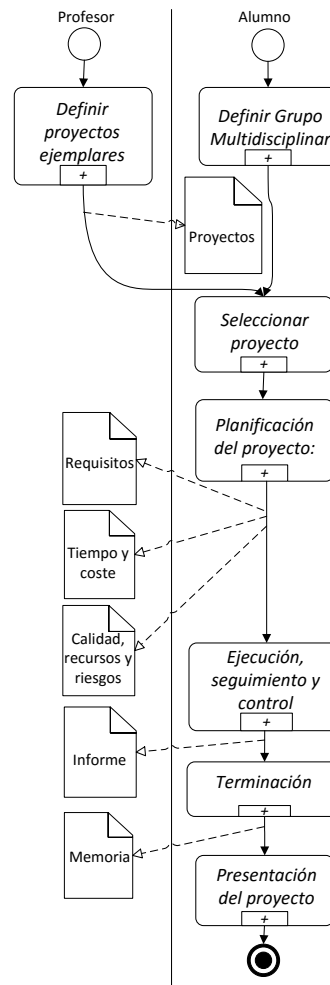 Profesor
Alumno
Definir
proyectos
ejemplares
+
Definir Grupo
Multidisciplinar
+
Proyectos
Seleccionar
proyecto
+
Planificación
del proyecto:
+
Requisitos
Tiempo y
coste
Calidad,
recursos y
riesgos
Ejecución,
seguimiento y
control
+
Informe
Terminación
+
Memoria
Presentación
del proyecto
+